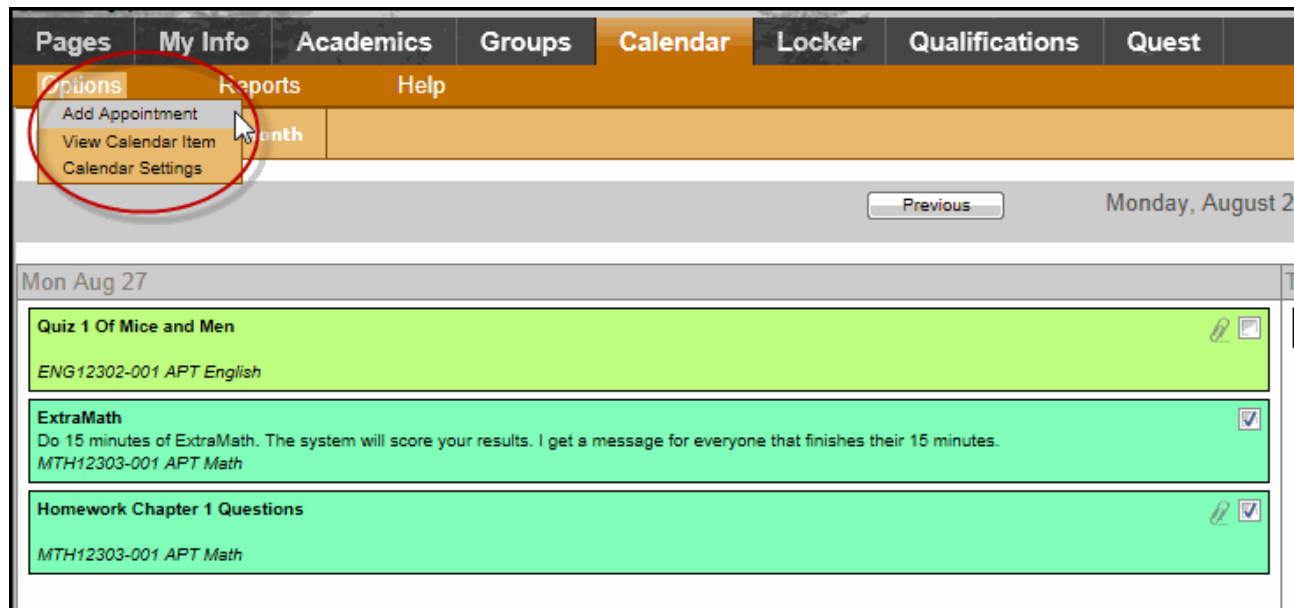 Pages My Info Academics Groups Calendar Locker Qualifications Quest
Options Reports Help
Add Appointment
View Calendar Item
Calendar Settings
Previous Monday, August 2
Mon Aug 27
Quiz 1 Of Mice and Men
ENG12302-001 APT English
ExtraMath
Do 15 minutes of ExtraMath. The system will score your results. I get a message for everyone that finishes their 15 minutes.
MTH12303-001 APT Math
Homework Chapter 1 Questions
MTH12303-001 APT Math